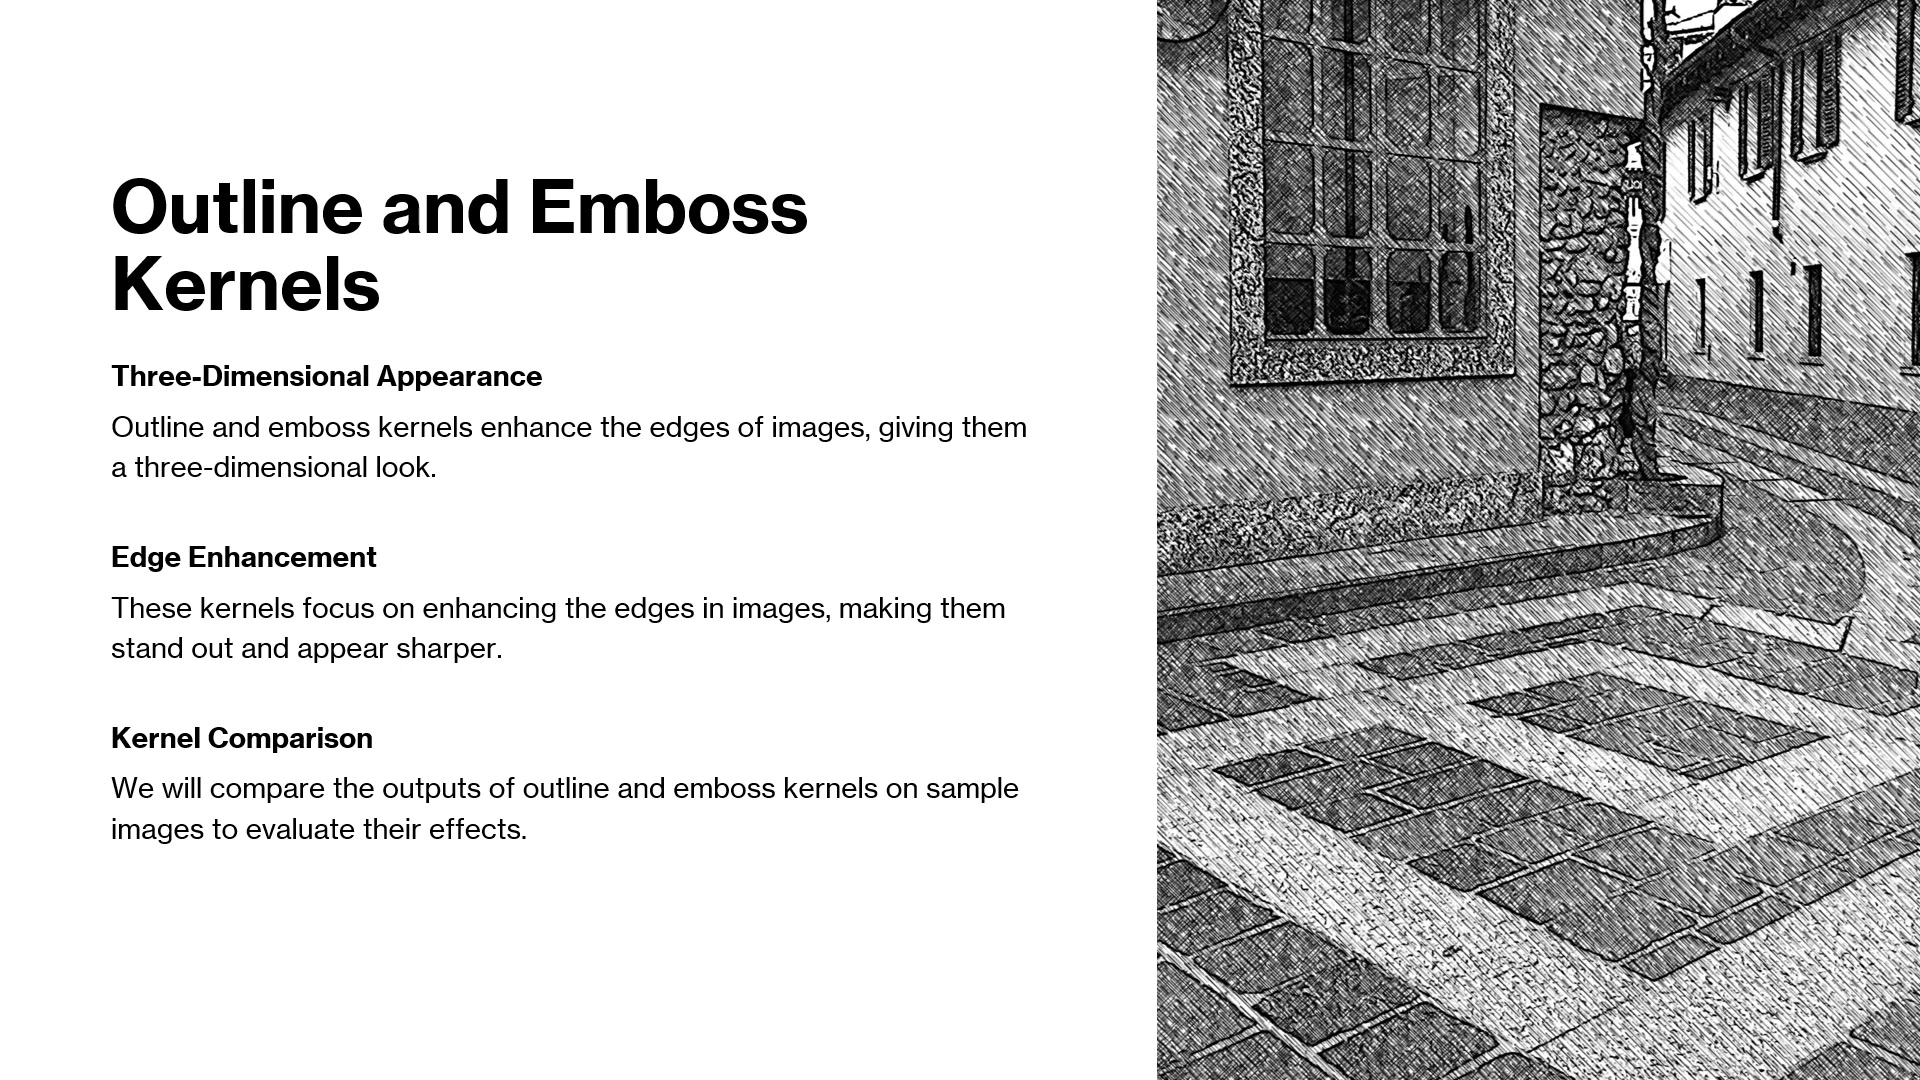 Outline and Emboss
Kernels
Three-Dimensional Appearance
Outline and emboss kernels enhance the edges of images, giving them
a three-dimensional look.
Edge Enhancement
These kernels focus on enhancing the edges in images, making them
stand out and appear sharper.
Kernel Comparison
We will compare the outputs of outline and emboss kernels on sample
images to evaluate their effects.